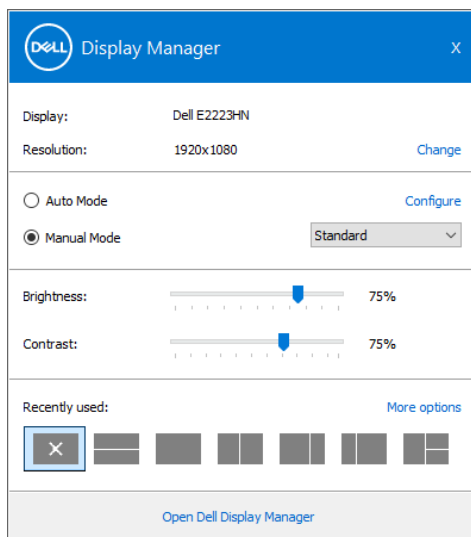 DELL Display Manager X
Display: Dell E2223HN
Resolution: 1920x1080 Change
Auto Mode Configure
Manual Mode Standard
Brightness: 75%
Contrast: 75%
Recently used: More options
Open Dell Display Manager